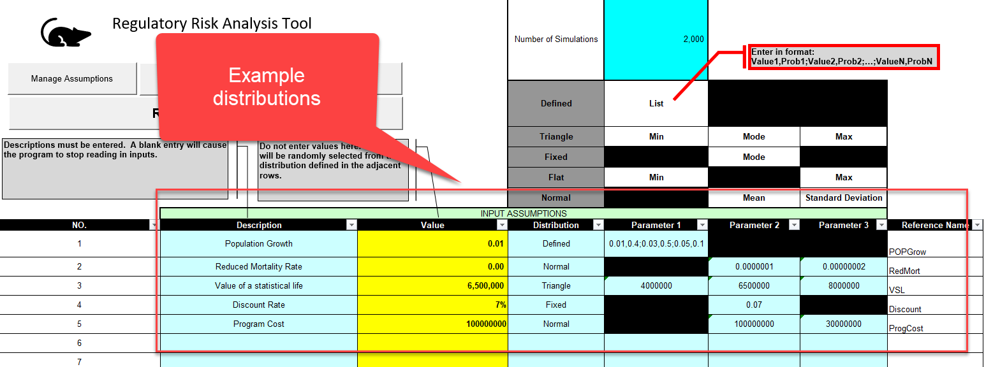 Regulatory Risk Analysis Tool
Number of Simulations
2,000
Enter in format:
Value1,Prob1;Value2,Prob2;...;ValueN,ProbN
Manage Assumptions
Example
distributions
Defined
List
Descriptions must be entered.  A blank entry will cause
the program to stop reading in inputs.
Do not enter values here.
will be randomly selected from
distribution defined in the adjacent
rows.
Triangle Min Mode Max
Fixed Mode
Flat Min Max
Normal Mean Standard Deviation
INPUT ASSUMPTIONS
NO. Description Value Distribution Parameter 1 Parameter 2 Parameter 3 Reference Name
1 Population Growth 0.01 Defined 0.01,0.4;0.03,0.5;0.05,0.1 POPGrow
2 Reduced Mortality Rate 0.00 Normal 0.0000001 0.00000002 RedMort
3 Value of a statistical life 6,500,000 Triangle 4000000 6500000 8000000 VSL
4 Discount Rate 7% Fixed 0.07 Discount
5 Program Cost 100000000 Normal 100000000 30000000 ProgCost
6
7